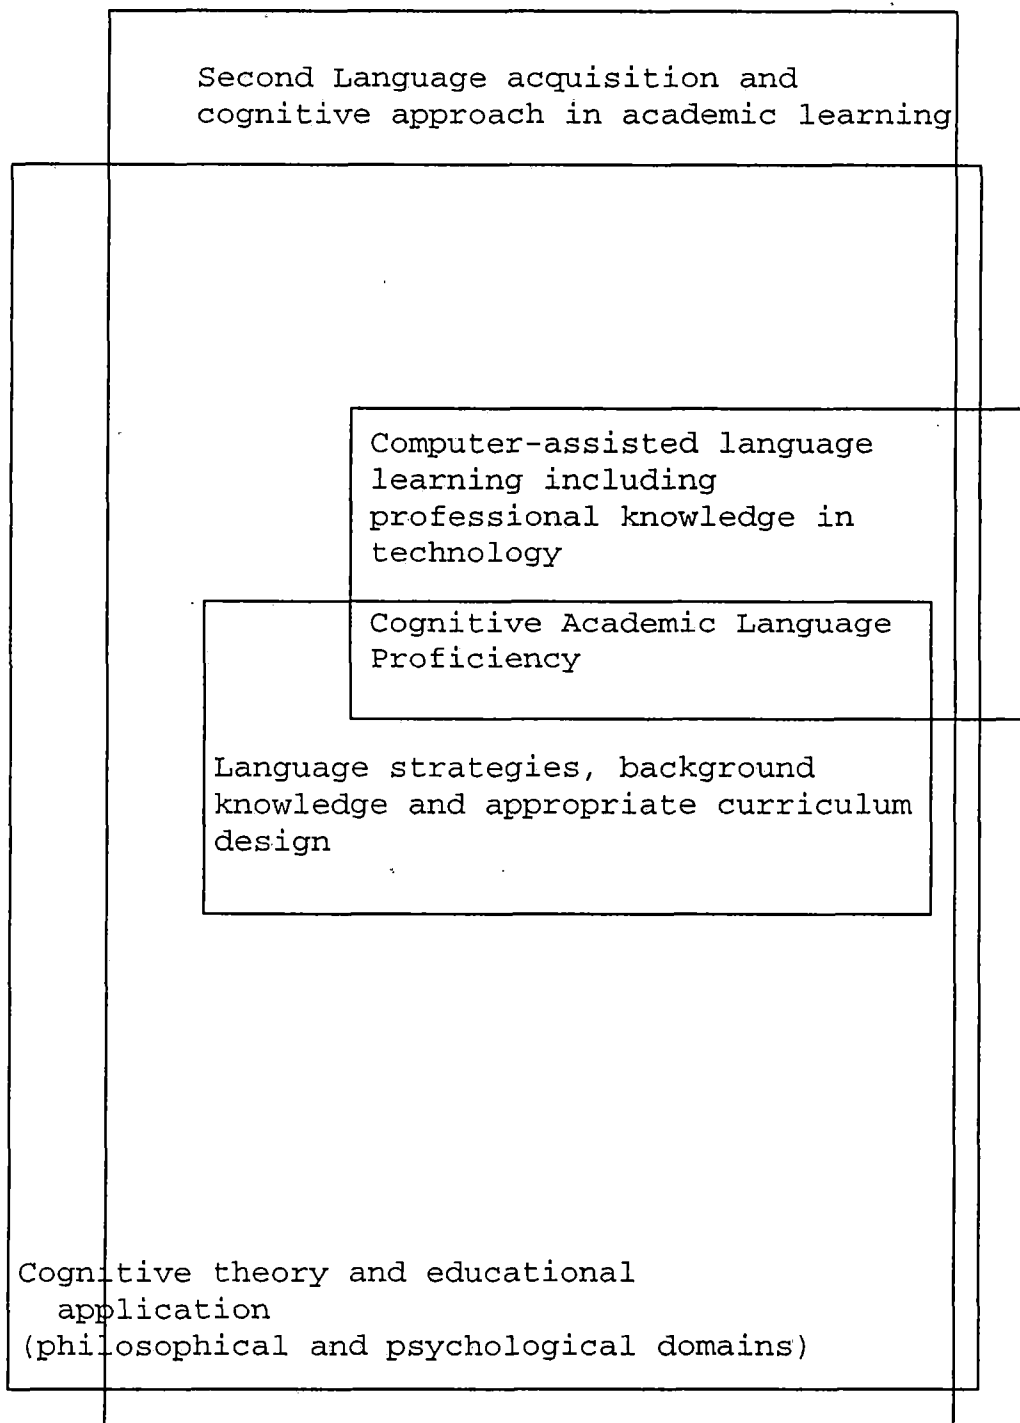 Second Language acquisition and
cognitive approach in academic learning
Computer-assisted language
learning including
professional knowledge in
technology
Cognitive Academic Language
Proficiency
Language strategies, background
knowledge and appropriate curriculum
design
Cognitive theory and educational
application
(philosophical and psychological domains)